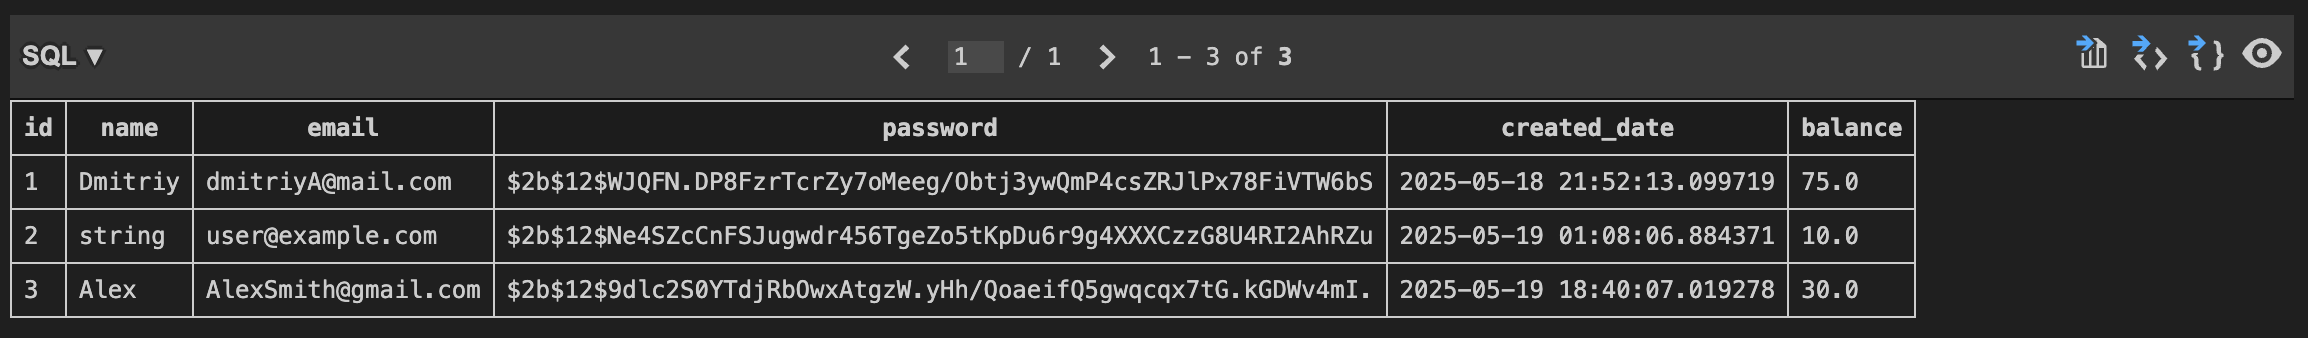 SQL ▼ < 1 / 1 > 1 - 3 of 3
id name email password created_date balance
1 Dmitriy dmitriyA@mail.com $2b$12$WJQFN.DP8FzrTcrZy7oMeeg/Obtj3ywQmP4csZRJlPx78FiVTW6bS 2025-05-18 21:52:13.099719 75.0
2 string user@example.com $2b$12$Ne4SZcCnFSJugwdr456TgeZo5tKpDu6r9g4XXXCzzG8U4RI2AhRZu 2025-05-19 01:08:06.884371 10.0
3 Alex AlexSmith@gmail.com $2b$12$9dlc2S0YTdjRbOwxAtgzW.yHh/QoaeifQ5gwqcqx7tG.kGDWv4mI. 2025-05-19 18:40:07.019278 30.0